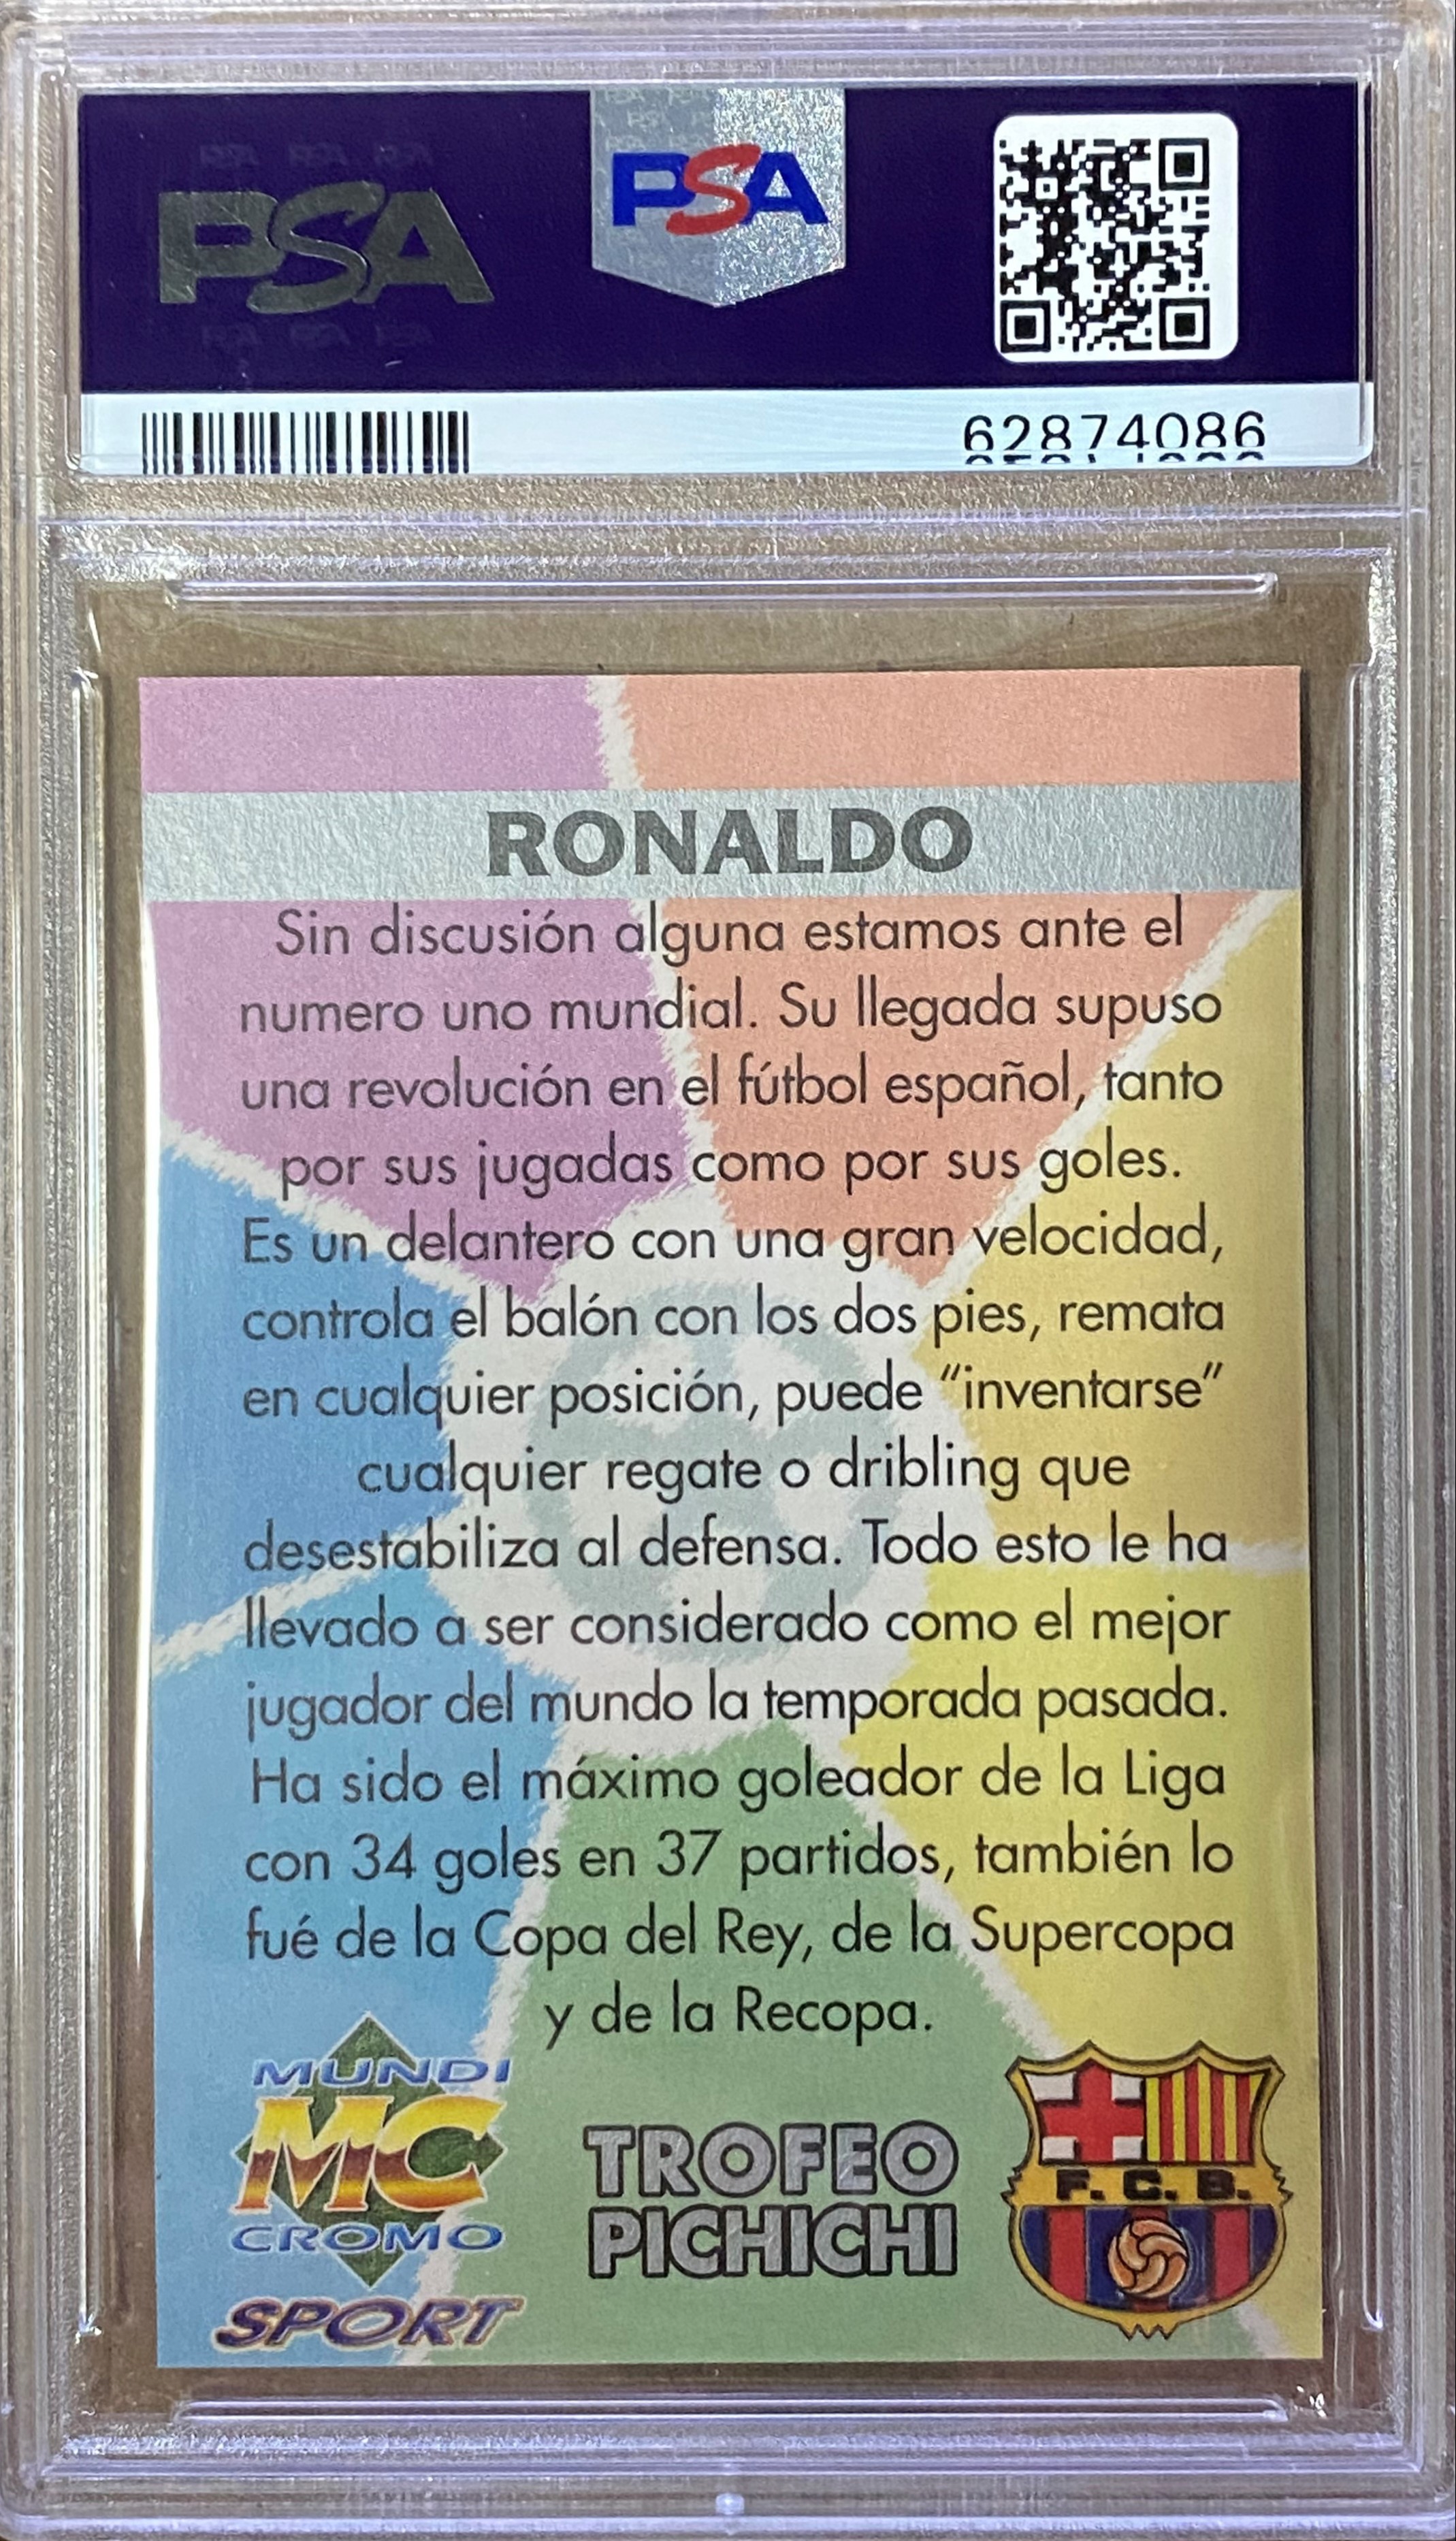 PSA
PSA
62874086
RONALDO
Sin discusión alguna estamos ante el
numero uno mundial. Su llegada supuso
una revolución en el fútbol español, tanto
por sus jugadas como por sus goles.
Es un delantero con una gran velocidad,
controla el balón con los dos pies, remata
en cualquier posición, puede “inventarse”
cualquier regate o dribling que
desestabiliza al defensa. Todo esto le ha
llevado a ser considerado como el mejor
jugador del mundo la temporada pasada.
Ha sido el máximo goleador de la Liga
con 34 goles en 37 partidos, también lo
fué de la Copa del Rey, de la Supercopa
y de la Recopa.
MUNDI
MC
CROMO
SPORT
TROFEO
PICHICHI
F. C. B.